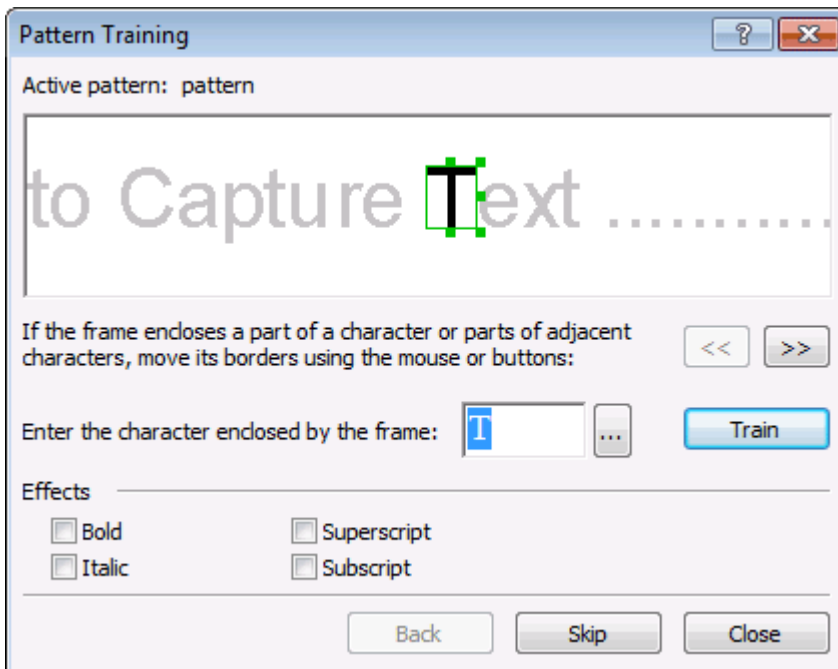 Pattern Training
Active pattern: pattern
to Capture Text ...........
If the frame encloses a part of a character or parts of adjacent
characters, move its borders using the mouse or buttons:
<< >>
Enter the character enclosed by the frame: T ... Train
Effects
Bold Superscript
Italic Subscript
Back Skip Close